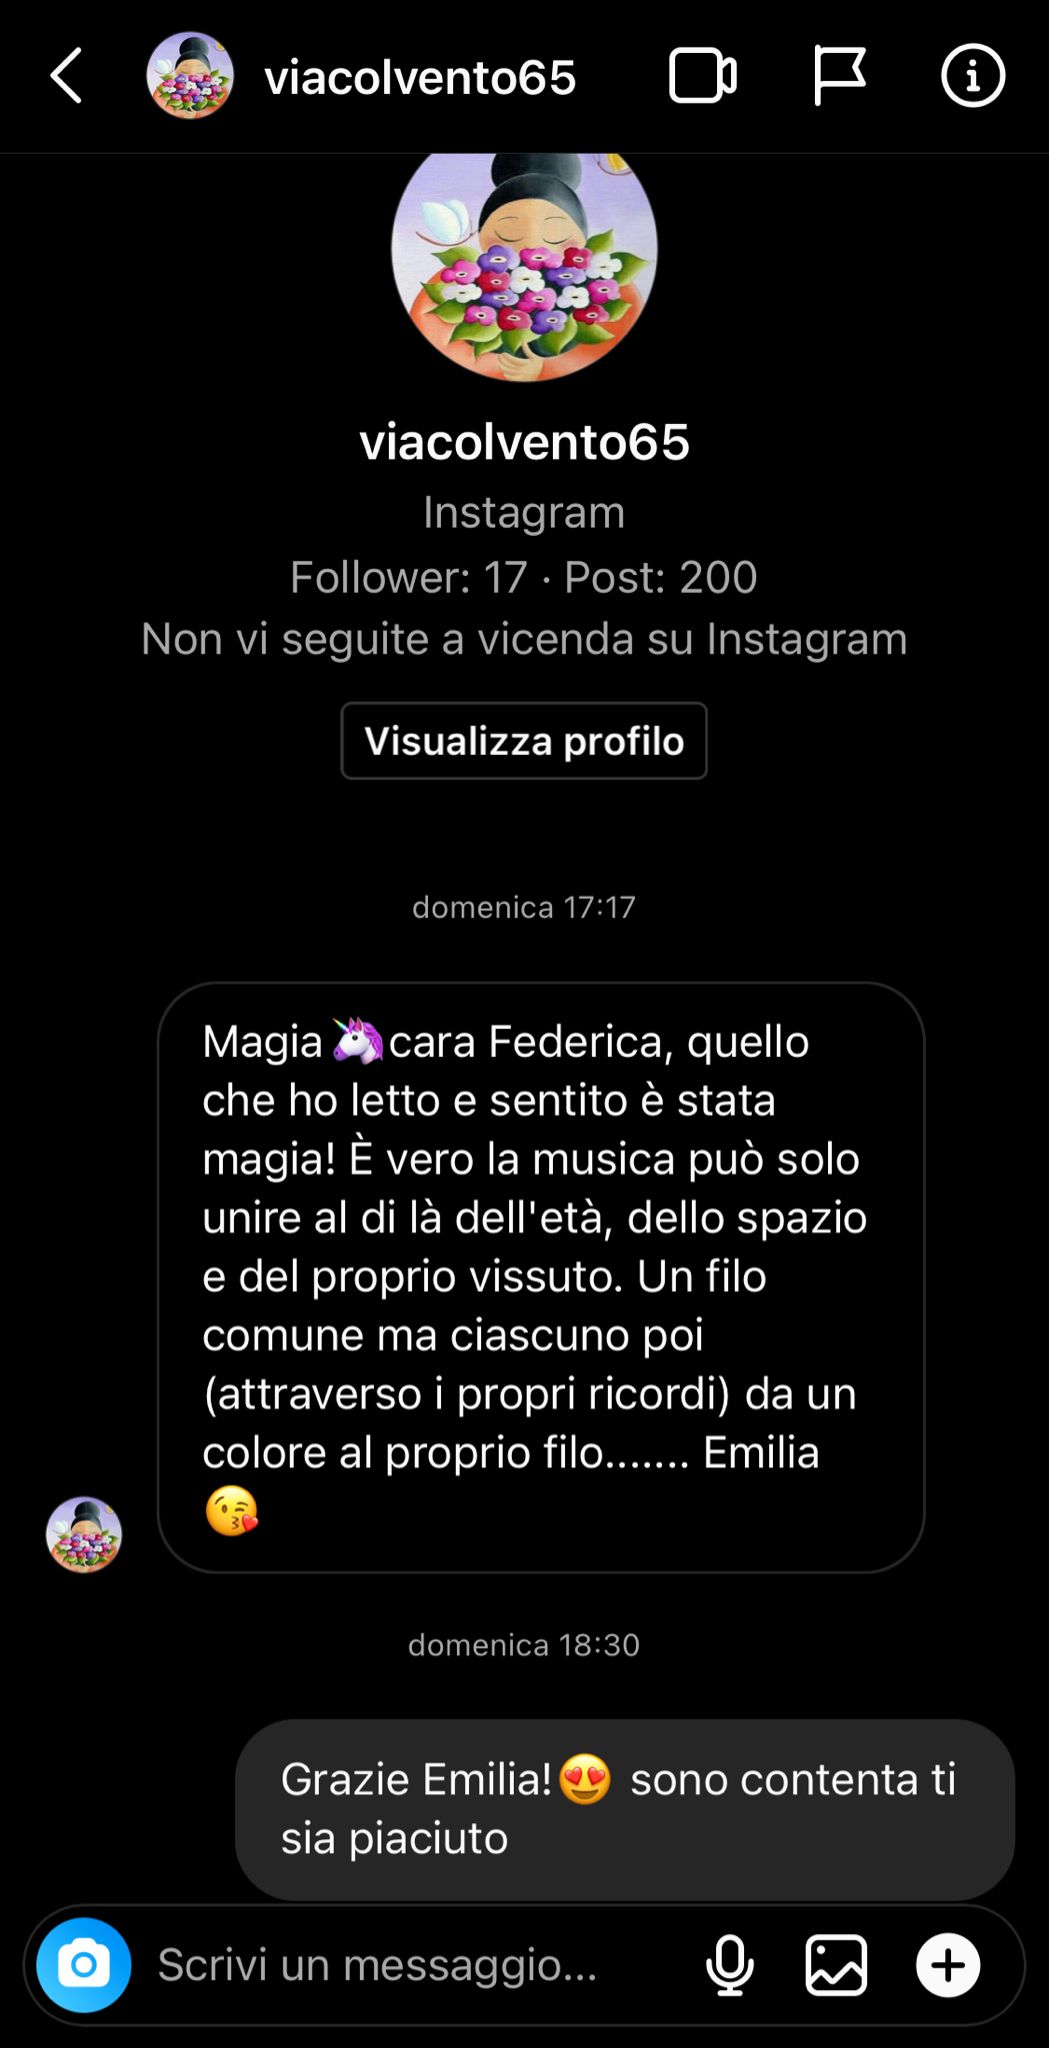 viacolvento65
viacolvento65
Instagram
Follower: 17 · Post: 200
Non vi seguite a vicenda su Instagram
Visualizza profilo
domenica 17:17
Magia🦄cara Federica, quello
che ho letto e sentito è stata
magia! È vero la musica può solo
unire al di là dell'età, dello spazio
e del proprio vissuto. Un filo
comune ma ciascuno poi
(attraverso i propri ricordi) da un
colore al proprio filo....... Emilia
😘
domenica 18:30
Grazie Emilia!😍 sono contenta ti
sia piaciuto
Scrivi un messaggio...